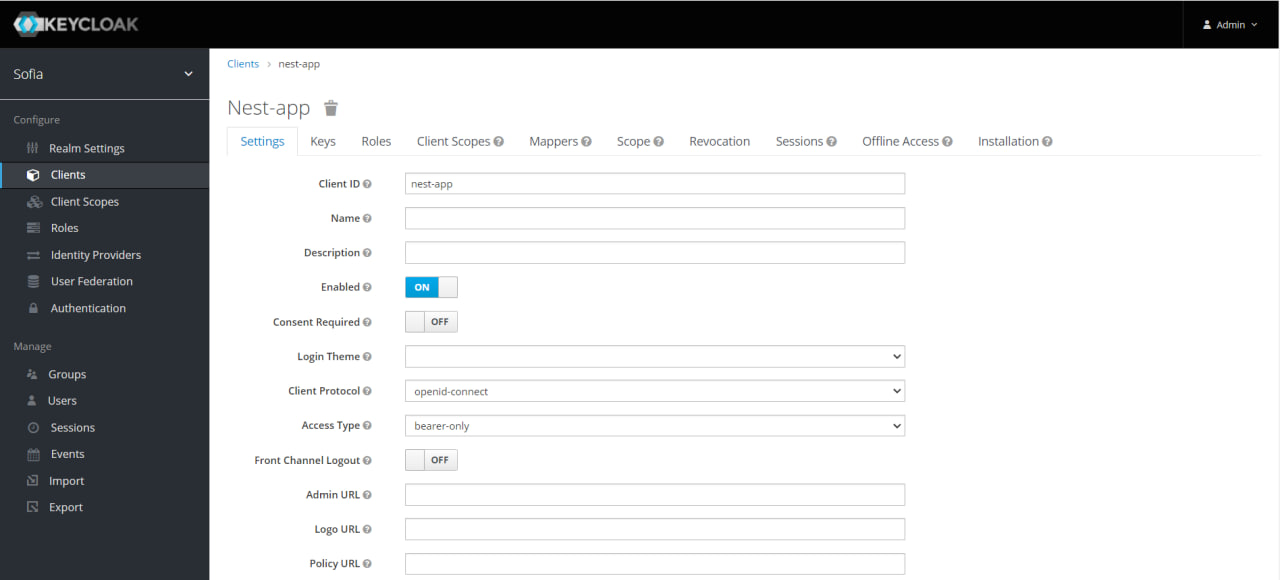 KEYCLOAK
Admin
Sofia
Configure
Realm Settings
Clients
Client Scopes
Roles
Identity Providers
User Federation
Authentication
Manage
Groups
Users
Sessions
Events
Import
Export
Clients > nest-app
Nest-app
Settings Keys Roles Client Scopes ? Mappers ? Scope ? Revocation Sessions ? Offline Access ? Installation ?
Client ID ? nest-app
Name ?
Description ?
Enabled ? ON
Consent Required ? OFF
Login Theme ?
Client Protocol ? openid-connect
Access Type ? bearer-only
Front Channel Logout ? OFF
Admin URL ?
Logo URL ?
Policy URL ?